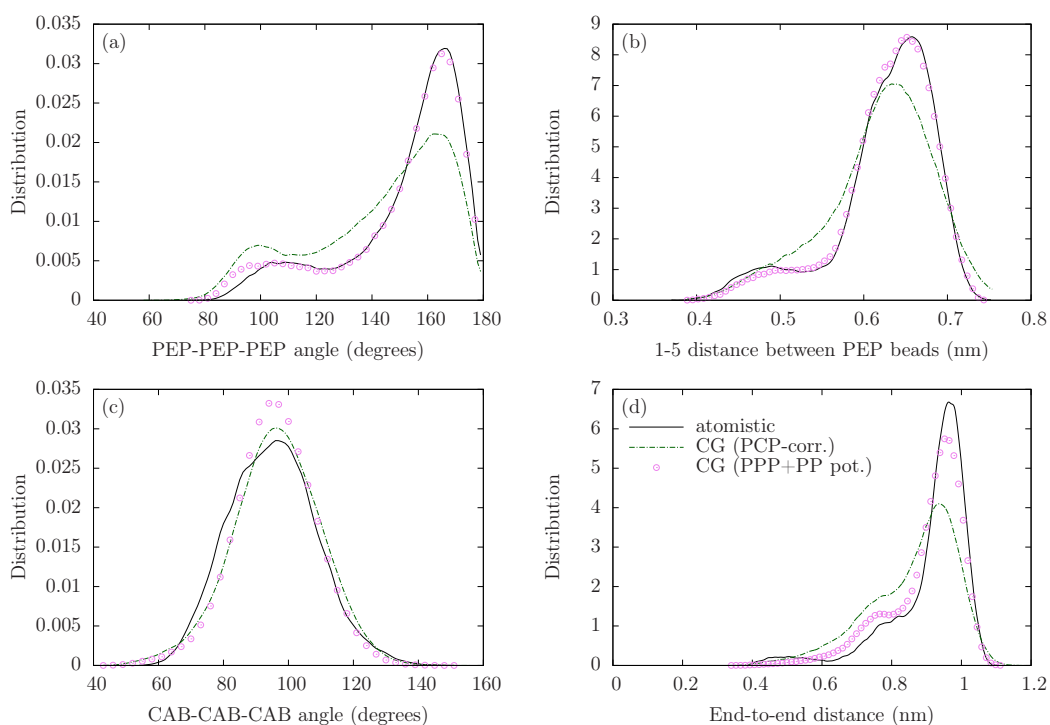 (a)
Distribution
0.035
0.03
0.025
0.02
0.015
0.01
0.005
0
40 60 80 100 120 140 160 180
PEP-PEP-PEP angle (degrees)
(b)
Distribution
9
8
7
6
5
4
3
2
1
0
0.3 0.4 0.5 0.6 0.7 0.8
1-5 distance between PEP beads (nm)
(c)
Distribution
0.035
0.03
0.025
0.02
0.015
0.01
0.005
0
40 60 80 100 120 140 160
CAB-CAB-CAB angle (degrees)
(d)
atomistic
CG (PCP-corr.)
CG (PPP+PP pot.)
Distribution
7
6
5
4
3
2
1
0
0 0.2 0.4 0.6 0.8 1 1.2
End-to-end distance (nm)